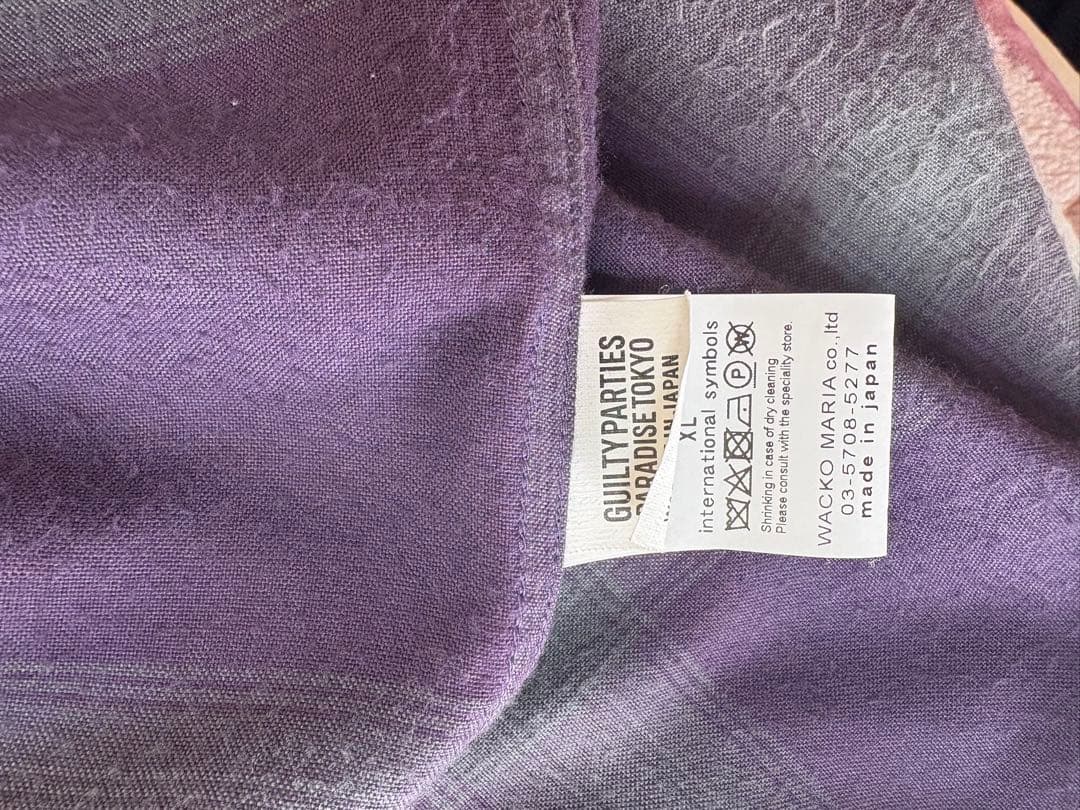 GUILTY PARTIES
PARADISE TOKYO
IN JAPAN
XL
international symbols
P
W
Shrinking in case of dry cleaning
Please consult with the speciality store.
WACKO MARIA co.,ltd
03-5708-5277
made in japan